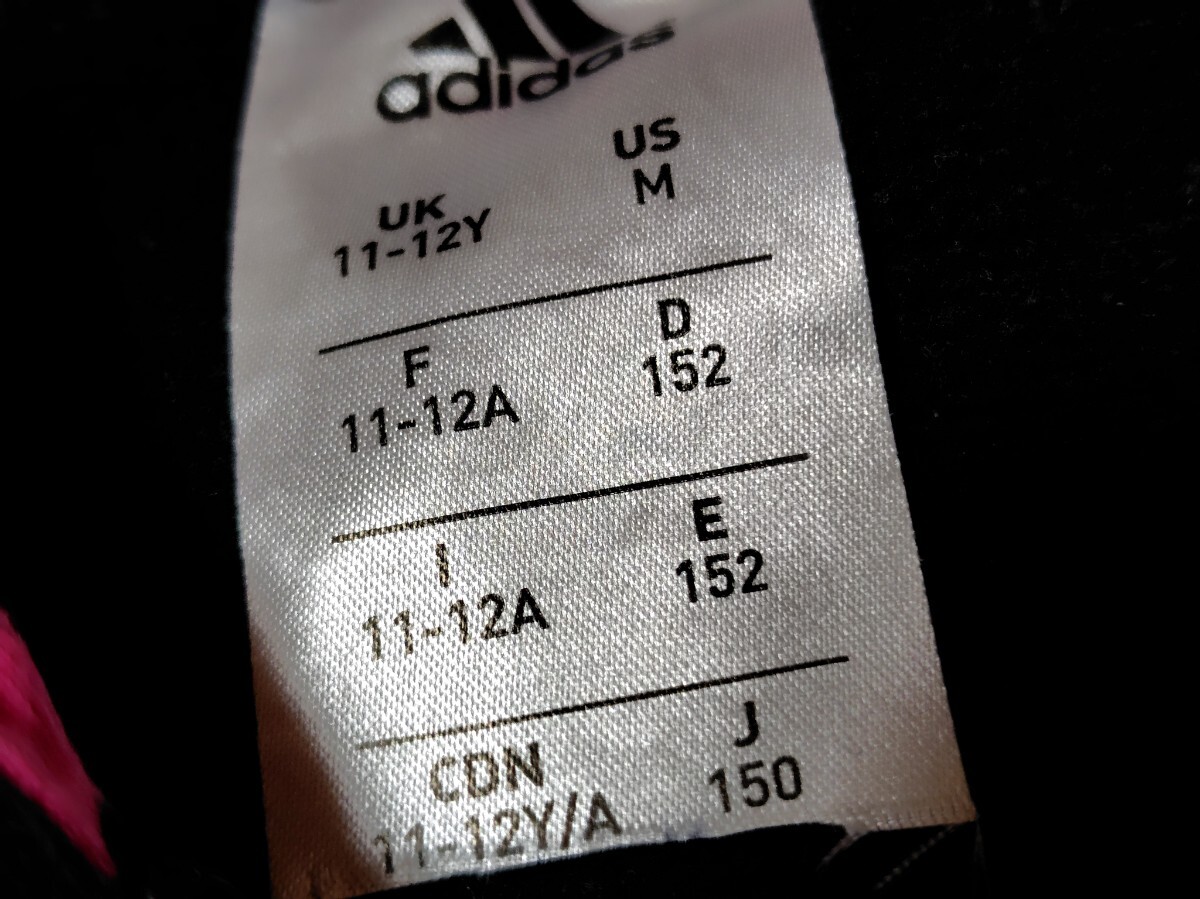 adidas
UK US
11-12Y M
F D
11-12A 152
I E
11-12A 152
CDN J
11-12Y/A 150